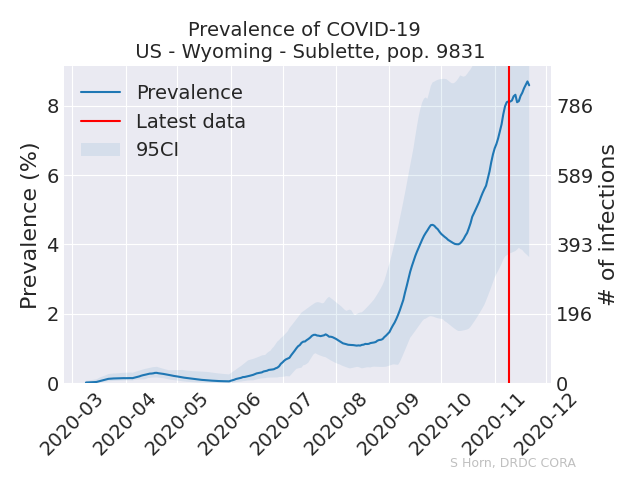 Prevalence of COVID-19
US - Wyoming - Sublette, pop. 9831
Prevalence
Latest data
95CI
Prevalence (%)
8
6
4
2
0
786
589
393
196
0
# of infections
2020-03
2020-04
2020-05
2020-06
2020-07
2020-08
2020-09
2020-10
2020-11
2020-12
S Horn, DRDC CORA